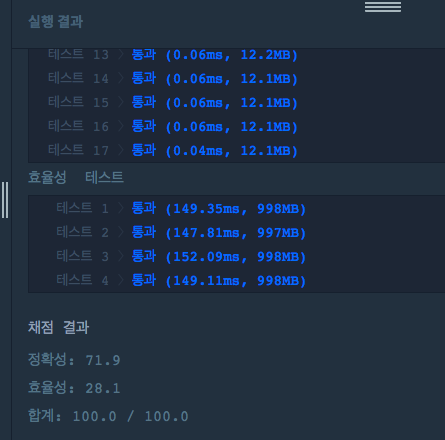 실행 결과
테스트 13 > 통과 (0.06ms, 12.2MB)
테스트 14 > 통과 (0.06ms, 12.1MB)
테스트 15 > 통과 (0.06ms, 12.1MB)
테스트 16 > 통과 (0.06ms, 12.1MB)
테스트 17 > 통과 (0.04ms, 12.1MB)
효율성 테스트
테스트 1 > 통과 (149.35ms, 998MB)
테스트 2 > 통과 (147.81ms, 997MB)
테스트 3 > 통과 (152.09ms, 998MB)
테스트 4 > 통과 (149.11ms, 998MB)
채점 결과
정확성: 71.9
효율성: 28.1
합계: 100.0 / 100.0